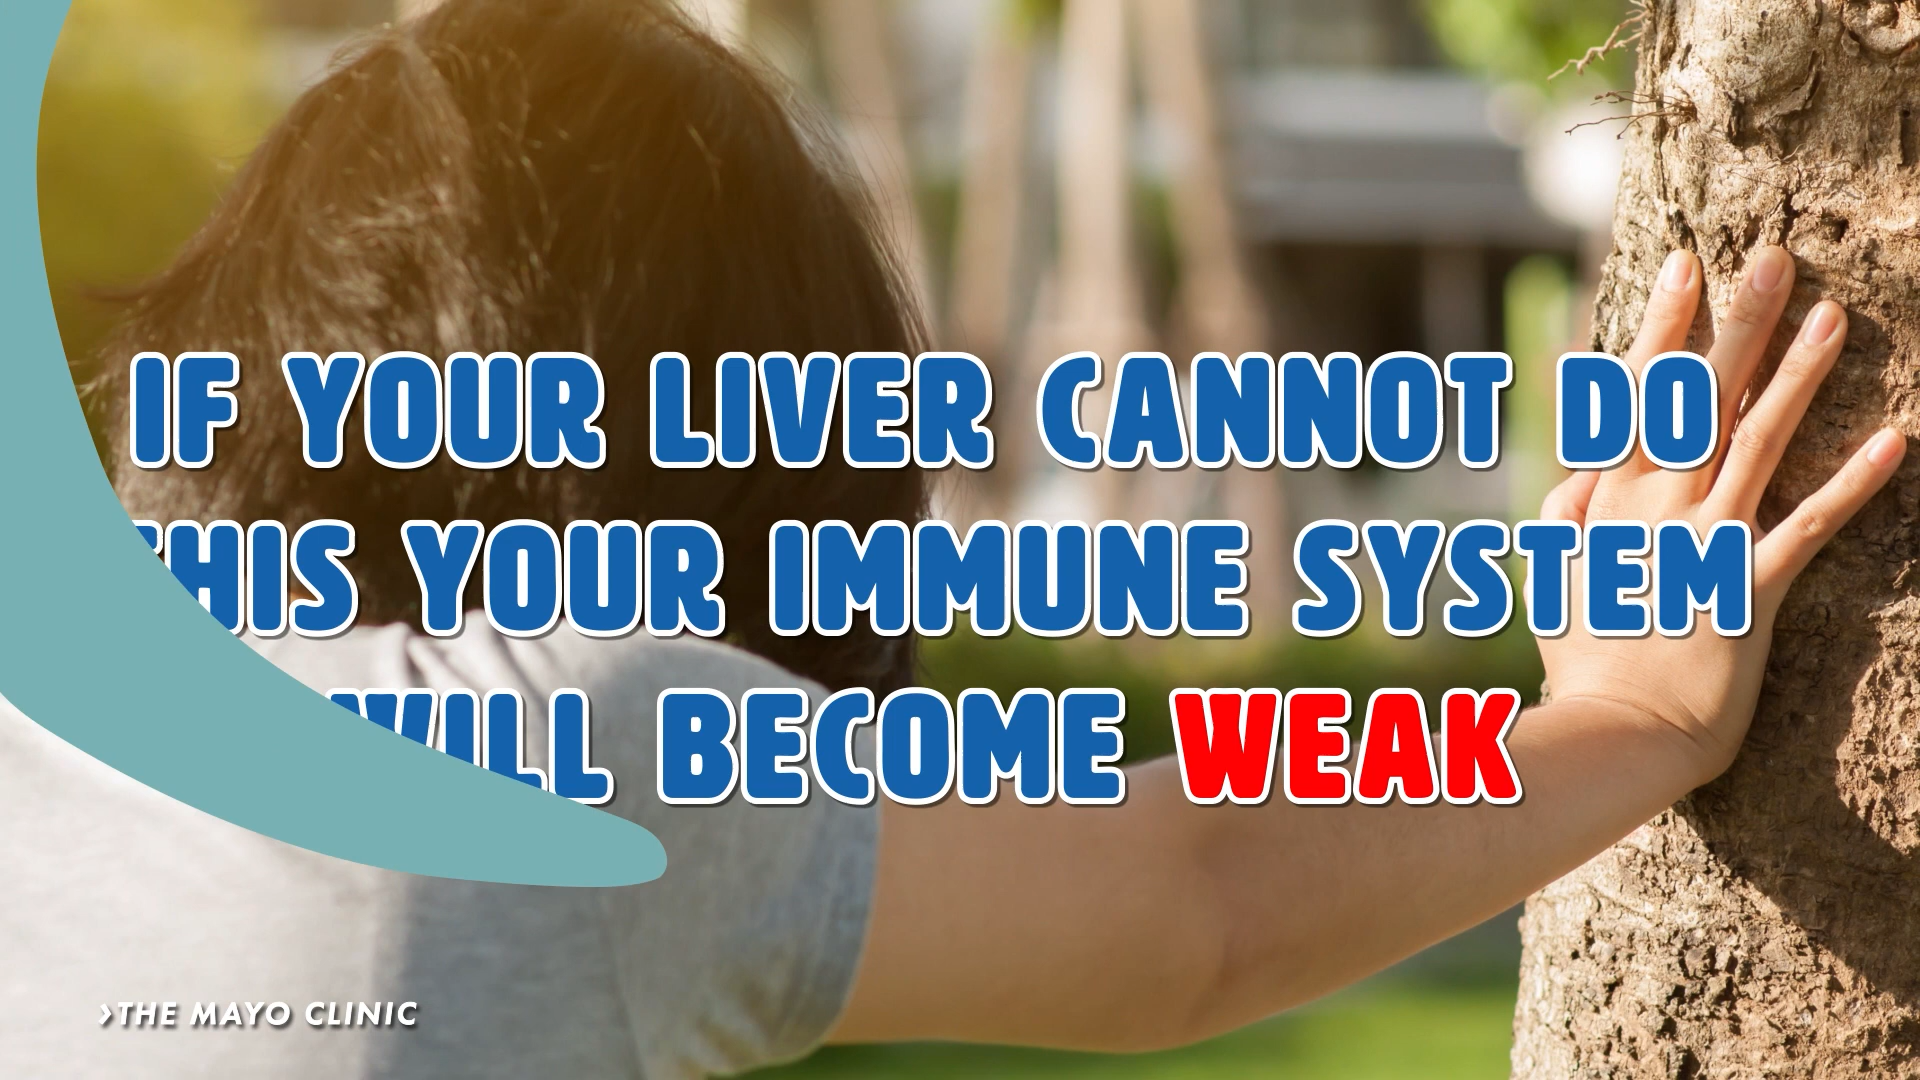 IF YOUR LIVER CANNOT DO
THIS YOUR IMMUNE SYSTEM
WILL BECOME WEAK
›THE MAYO CLINIC